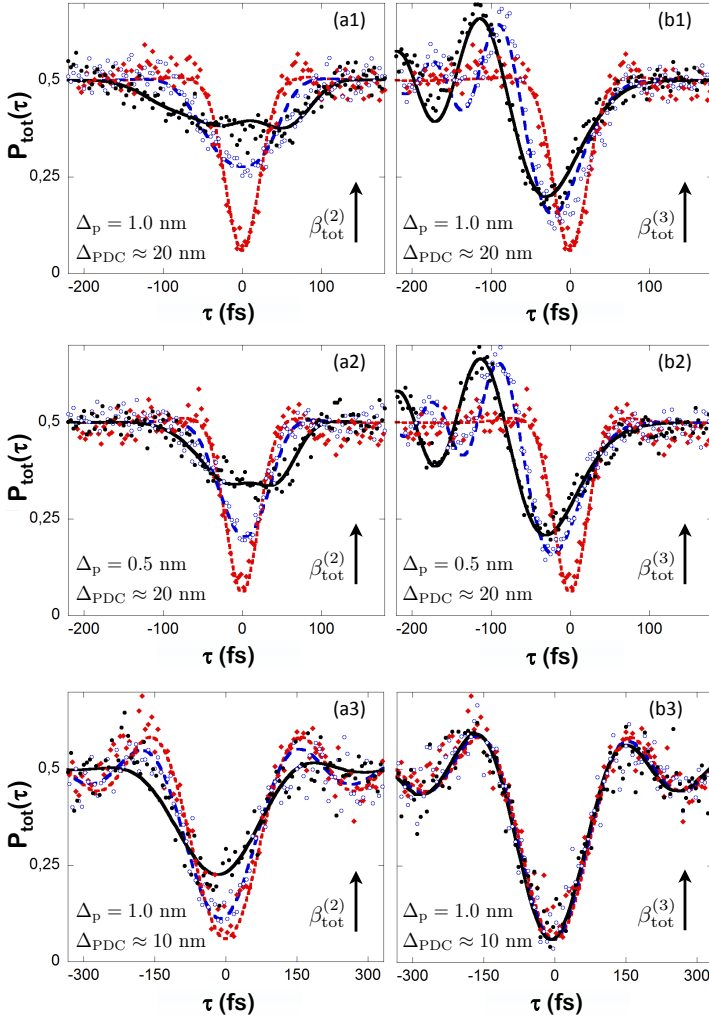 (a1)
P_tot(τ)
0,5
0,25
0
Δ_p = 1.0 nm
Δ_PDC ≈ 20 nm
β_tot^(2)
-200 -100 0 100
τ (fs)
(b1)
Δ_p = 1.0 nm
Δ_PDC ≈ 20 nm
β_tot^(3)
-200 -100 0 100
τ (fs)
(a2)
P_tot(τ)
0,5
0,25
0
Δ_p = 0.5 nm
Δ_PDC ≈ 20 nm
β_tot^(2)
-200 -100 0 100
τ (fs)
(b2)
Δ_p = 0.5 nm
Δ_PDC ≈ 20 nm
β_tot^(3)
-200 -100 0 100
τ (fs)
(a3)
P_tot(τ)
0,5
0,25
0
Δ_p = 1.0 nm
Δ_PDC ≈ 10 nm
β_tot^(2)
-300 -150 0 150 300
τ (fs)
(b3)
Δ_p = 1.0 nm
Δ_PDC ≈ 10 nm
β_tot^(3)
-300 -150 0 150 300
τ (fs)